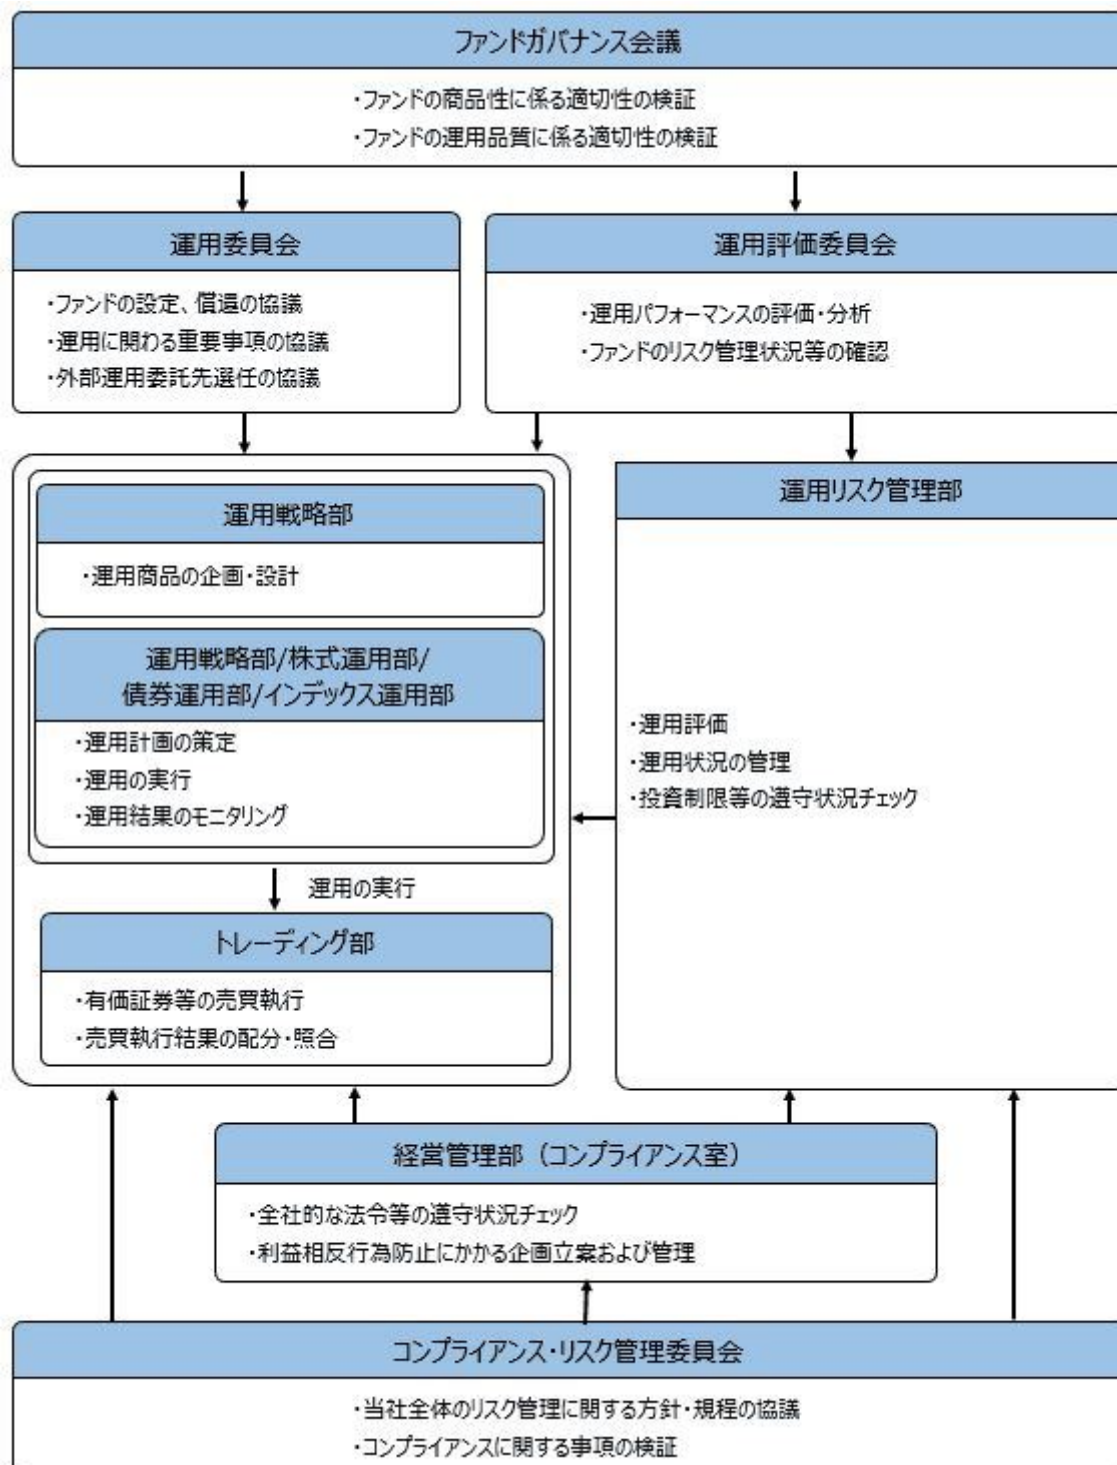 ファンドガバナンス会議
・ファンドの商品性に係る適切性の検証
・ファンドの運用品質に係る適切性の検証
運用委員会
・ファンドの設定、償還の協議
・運用に関わる重要事項の協議
・外部運用委託先選任の協議
運用評価委員会
・運用パフォーマンスの評価・分析
・ファンドのリスク管理状況等の確認
運用戦略部
・運用商品の企画・設計
運用戦略部/株式運用部/
債券運用部/インデックス運用部
・運用計画の策定
・運用の実行
・運用結果のモニタリング
運用の実行
トレーディング部
・有価証券等の売買執行
・売買執行結果の配分・照合
運用リスク管理部
・運用評価
・運用状況の管理
・投資制限等の遵守状況チェック
経営管理部（コンプライアンス室）
・全社的な法令等の遵守状況チェック
・利益相反行為防止にかかる企画立案および管理
コンプライアンス・リスク管理委員会
・当社全体のリスク管理に関する方針・規程の協議
・コンプライアンスに関する事項の検証